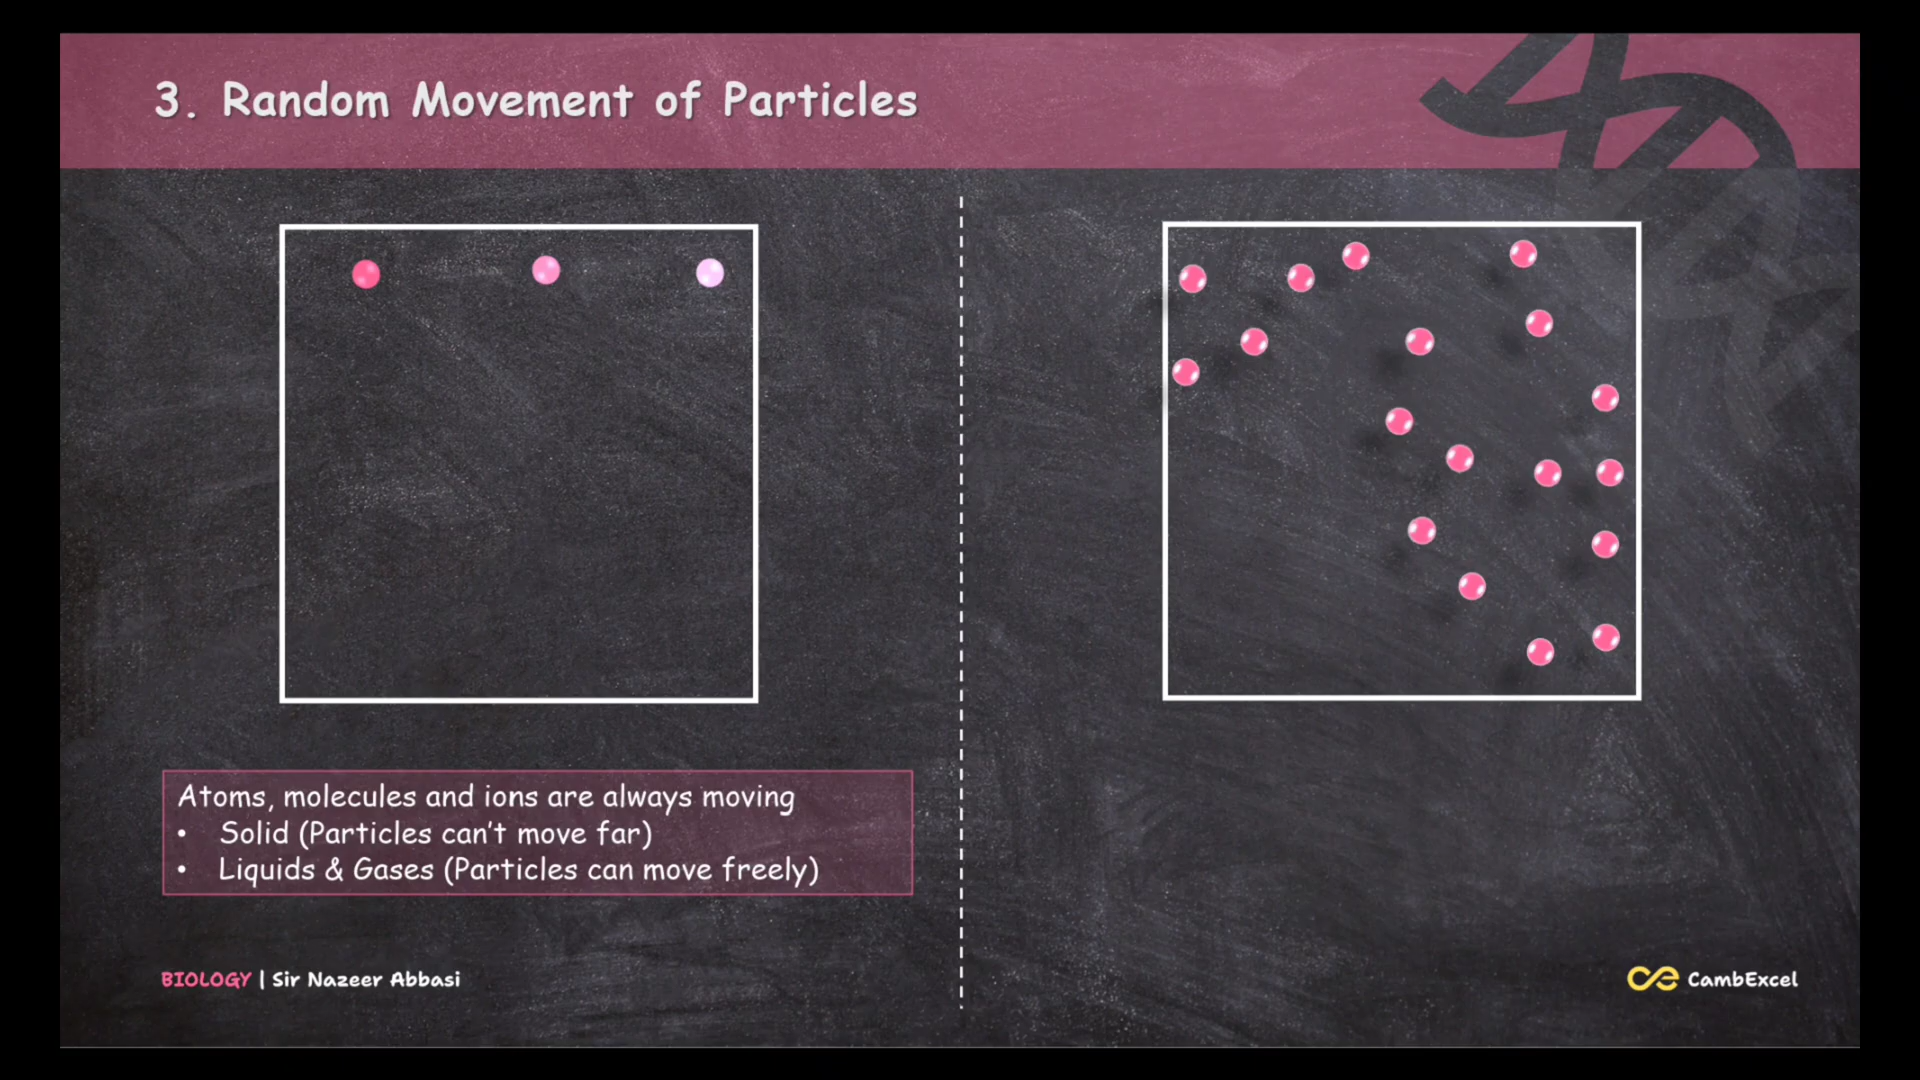 3. Random Movement of Particles
Atoms, molecules and ions are always moving
• Solid (Particles can't move far)
• Liquids & Gases (Particles can move freely)
BIOLOGY | Sir Nazeer Abbasi
CambExcel